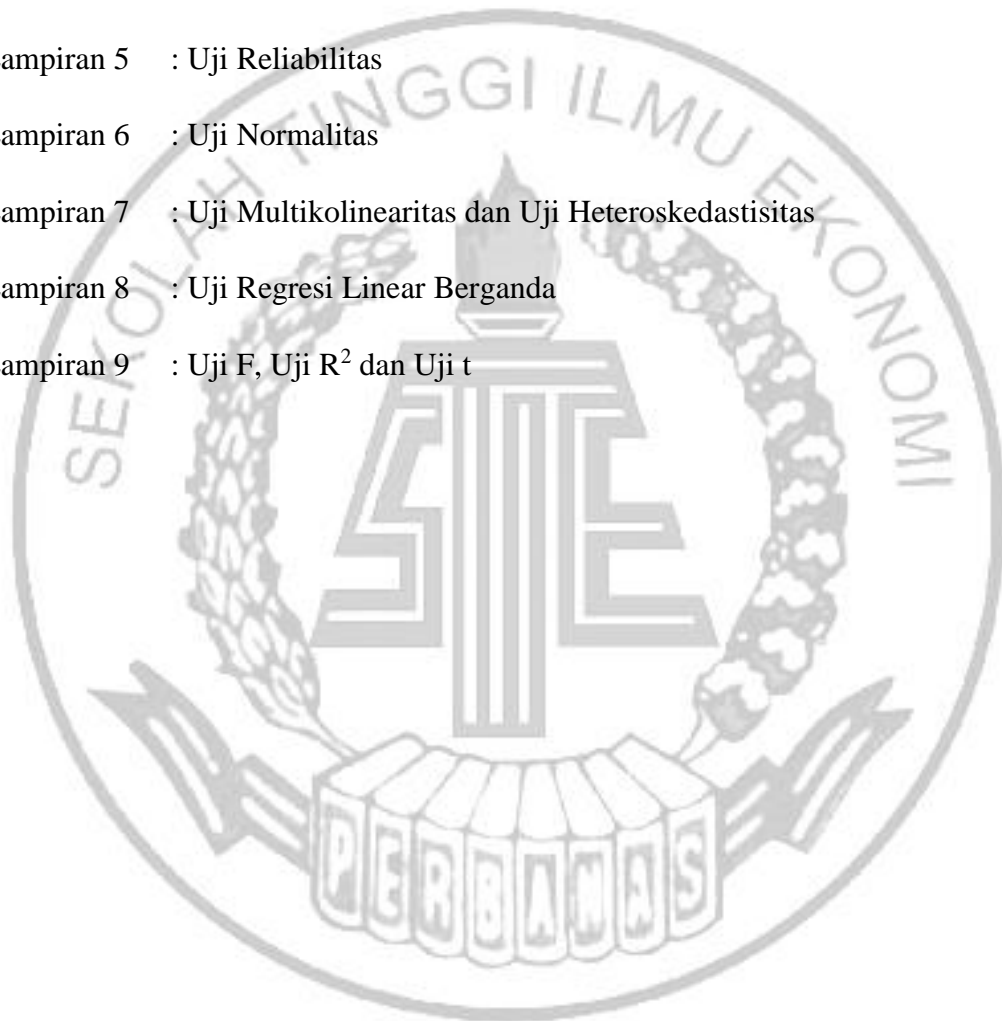 ampiran 5 : Uji Reliabilitas
ampiran 6 : Uji Normalitas
ampiran 7 : Uji Multikolinearitas dan Uji Heteroskedastisitas
ampiran 8 : Uji Regresi Linear Berganda
ampiran 9 : Uji F, Uji R² dan Uji t
SEKOLAH TINGGI ILMU EKONOMI
STIE
PERBANAS